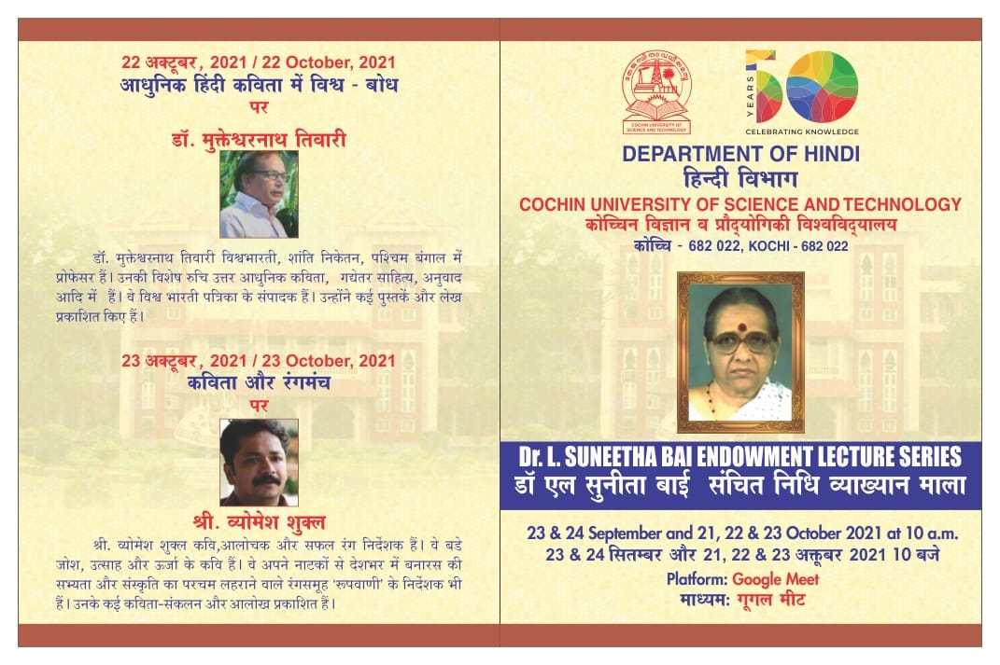 22 अक्टूबर, 2021 / 22 October, 2021
आधुनिक हिंदी कविता में विश्व - बोध
पर
डॉ. मुक्तेश्वरनाथ तिवारी
डॉ. मुक्तेश्वरनाथ तिवारी विश्वभारती, शांति निकेतन, पश्चिम बंगाल में
प्रोफेसर हैं। उनकी विशेष रुचि उत्तर आधुनिक कविता, गद्येतर साहित्य, अनुवाद
आदि में हैं। वे विश्व भारती पत्रिका के संपादक हैं। उन्होंने कई पुस्तकें और लेख
प्रकाशित किए हैं।
23 अक्टूबर, 2021 / 23 October, 2021
कविता और रंगमंच
पर
श्री. व्योमेश शुक्ल
श्री. व्योमेश शुक्ल कवि,आलोचक और सफल रंग निर्देशक हैं। वे बडे
जोश, उत्साह और ऊर्जा के कवि हैं। वे अपने नाटकों से देशभर में बनारस की
सभ्यता और संस्कृति का परचम लहराने वाले रंगसमूह 'रूपवाणी' के निर्देशक भी
हैं। उनके कई कविता-संकलन और आलोख प्रकाशित हैं।
COCHIN UNIVERSITY OF
SCIENCE AND TECHNOLOGY
50 YEARS
CELEBRATING KNOWLEDGE
DEPARTMENT OF HINDI
हिन्दी विभाग
COCHIN UNIVERSITY OF SCIENCE AND TECHNOLOGY
कोच्चिन विज्ञान व प्रौद्योगिकी विश्वविद्यालय
कोच्चि - 682 022, KOCHI - 682 022
Dr. L. SUNEETHA BAI ENDOWMENT LECTURE SERIES
डॉ एल सुनीता बाई संचित निधि व्याख्यान माला
23 & 24 September and 21, 22 & 23 October 2021 at 10 a.m.
23 & 24 सितम्बर और 21, 22 & 23 अक्तूबर 2021 10 बजे
Platform: Google Meet
माध्यम: गूगल मीट